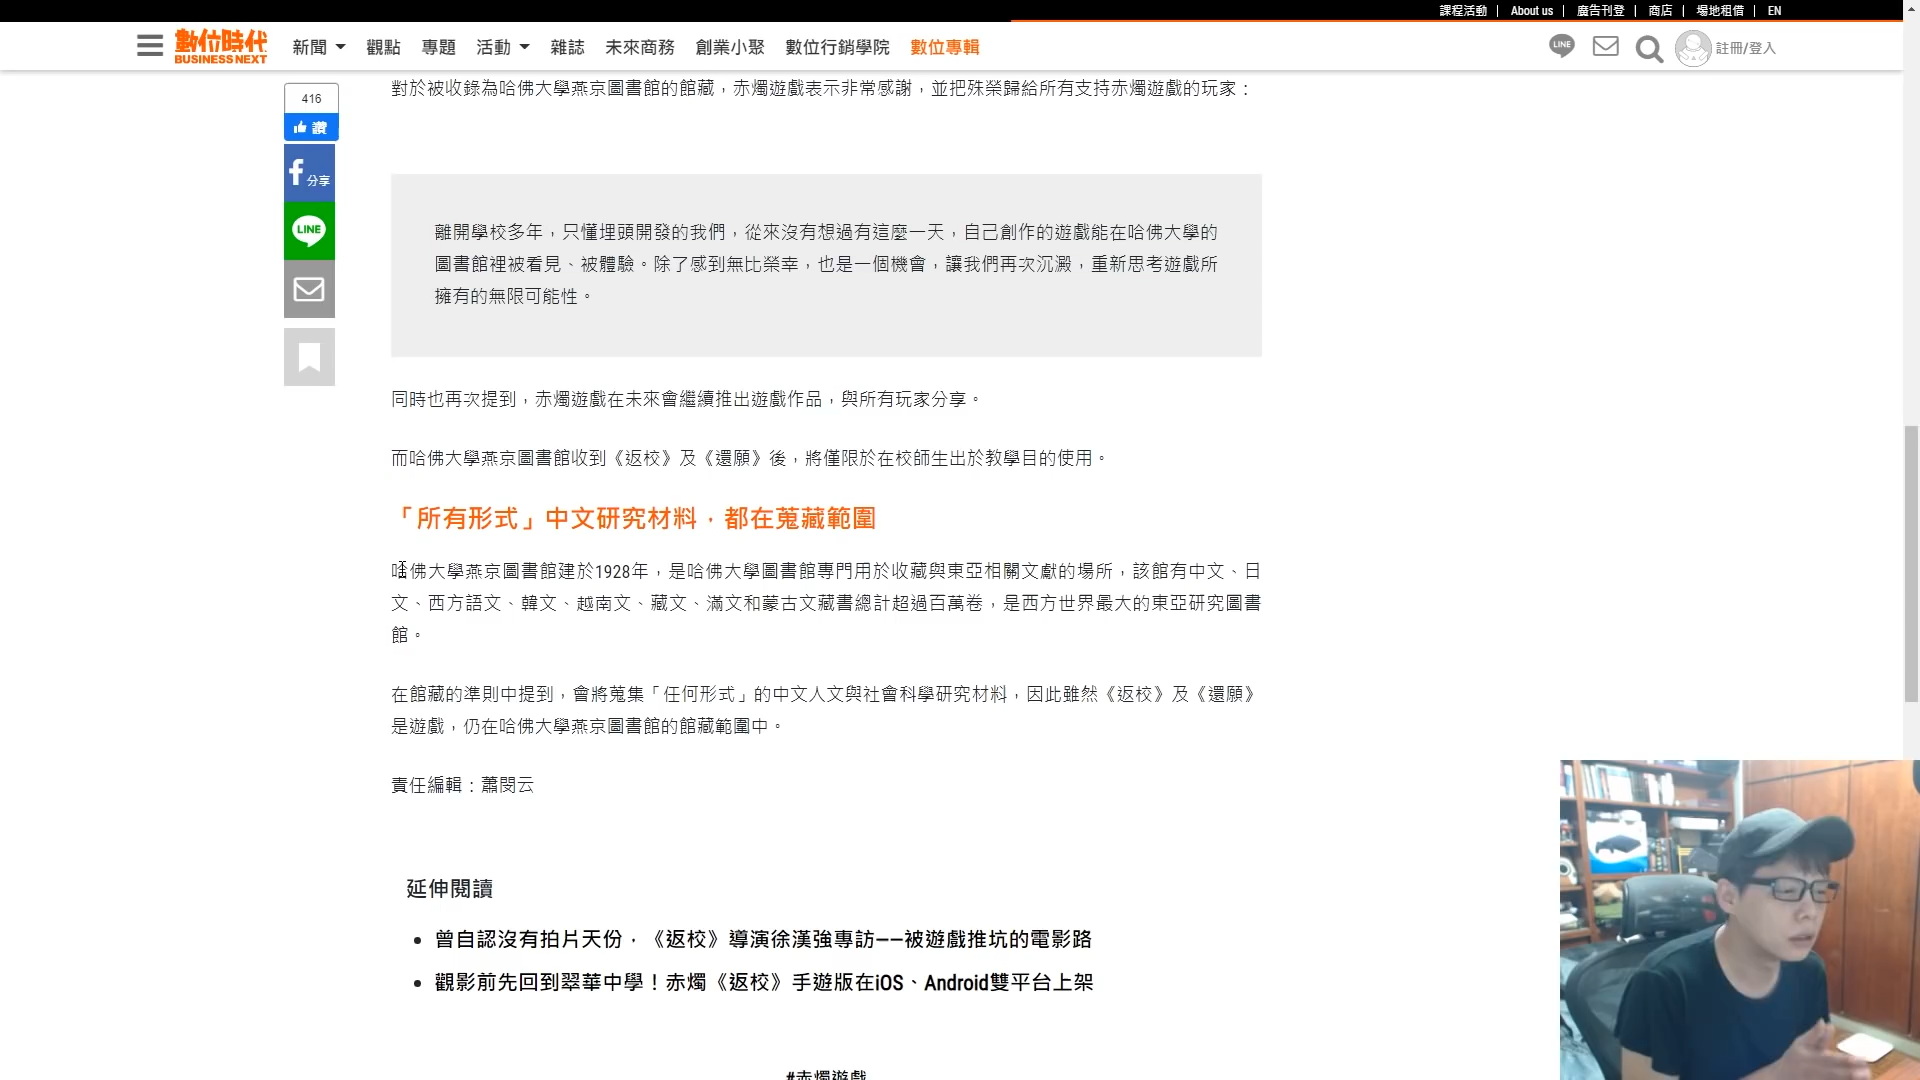 課程活動 | About us | 廣告刊登 | 商店 | 場地租借 | EN
數位時代
BUSINESS NEXT
新聞 觀點 專題 活動 雜誌 未來商務 創業小聚 數位行銷學院 數位專輯
LINE
註冊/登入
416
讚
分享
LINE
對於被收錄為哈佛大學燕京圖書館的館藏，赤燭遊戲表示非常感謝，並把殊榮歸給所有支持赤燭遊戲的玩家：
離開學校多年，只懂埋頭開發的我們，從來沒有想過有這麼一天，自己創作的遊戲能在哈佛大學的
圖書館裡被看見、被體驗。除了感到無比榮幸，也是一個機會，讓我們再次沉澱，重新思考遊戲所
擁有的無限可能性。
同時也再次提到，赤燭遊戲在未來會繼續推出遊戲作品，與所有玩家分享。
而哈佛大學燕京圖書館收到《返校》及《還願》後，將僅限於在校師生出於教學目的使用。
「所有形式」中文研究材料，都在蒐藏範圍
哈佛大學燕京圖書館建於1928年，是哈佛大學圖書館專門用於收藏與東亞相關文獻的場所，該館有中文、日
文、西方語文、韓文、越南文、藏文、滿文和蒙古文藏書總計超過百萬卷，是西方世界最大的東亞研究圖書
館。
在館藏的準則中提到，會將蒐集「任何形式」的中文人文與社會科學研究材料，因此雖然《返校》及《還願》
是遊戲，仍在哈佛大學燕京圖書館的館藏範圍中。
責任編輯：蕭閔云
延伸閱讀
• 曾自認沒有拍片天份，《返校》導演徐漢強專訪——被遊戲推坑的電影路
• 觀影前先回到翠華中學！赤燭《返校》手遊版在iOS、Android雙平台上架
#赤燭遊戲